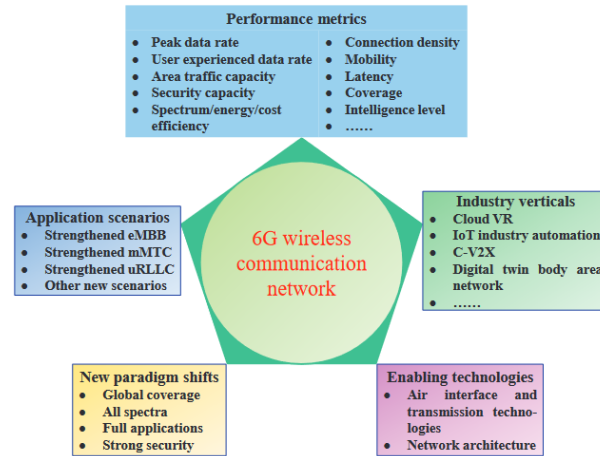 Performance metrics
● Peak data rate
● User experienced data rate
● Area traffic capacity
● Security capacity
● Spectrum/energy/cost
efficiency
● Connection density
● Mobility
● Latency
● Coverage
● Intelligence level
● ……
Application scenarios
● Strengthened eMBB
● Strengthened mMTC
● Strengthened uRLLC
● Other new scenarios
6G wireless
communication
network
Industry verticals
● Cloud VR
● IoT industry automation
● C-V2X
● Digital twin body area
network
● ……
New paradigm shifts
● Global coverage
● All spectra
● Full applications
● Strong security
Enabling technologies
● Air interface and
transmission techno-
logies
● Network architecture